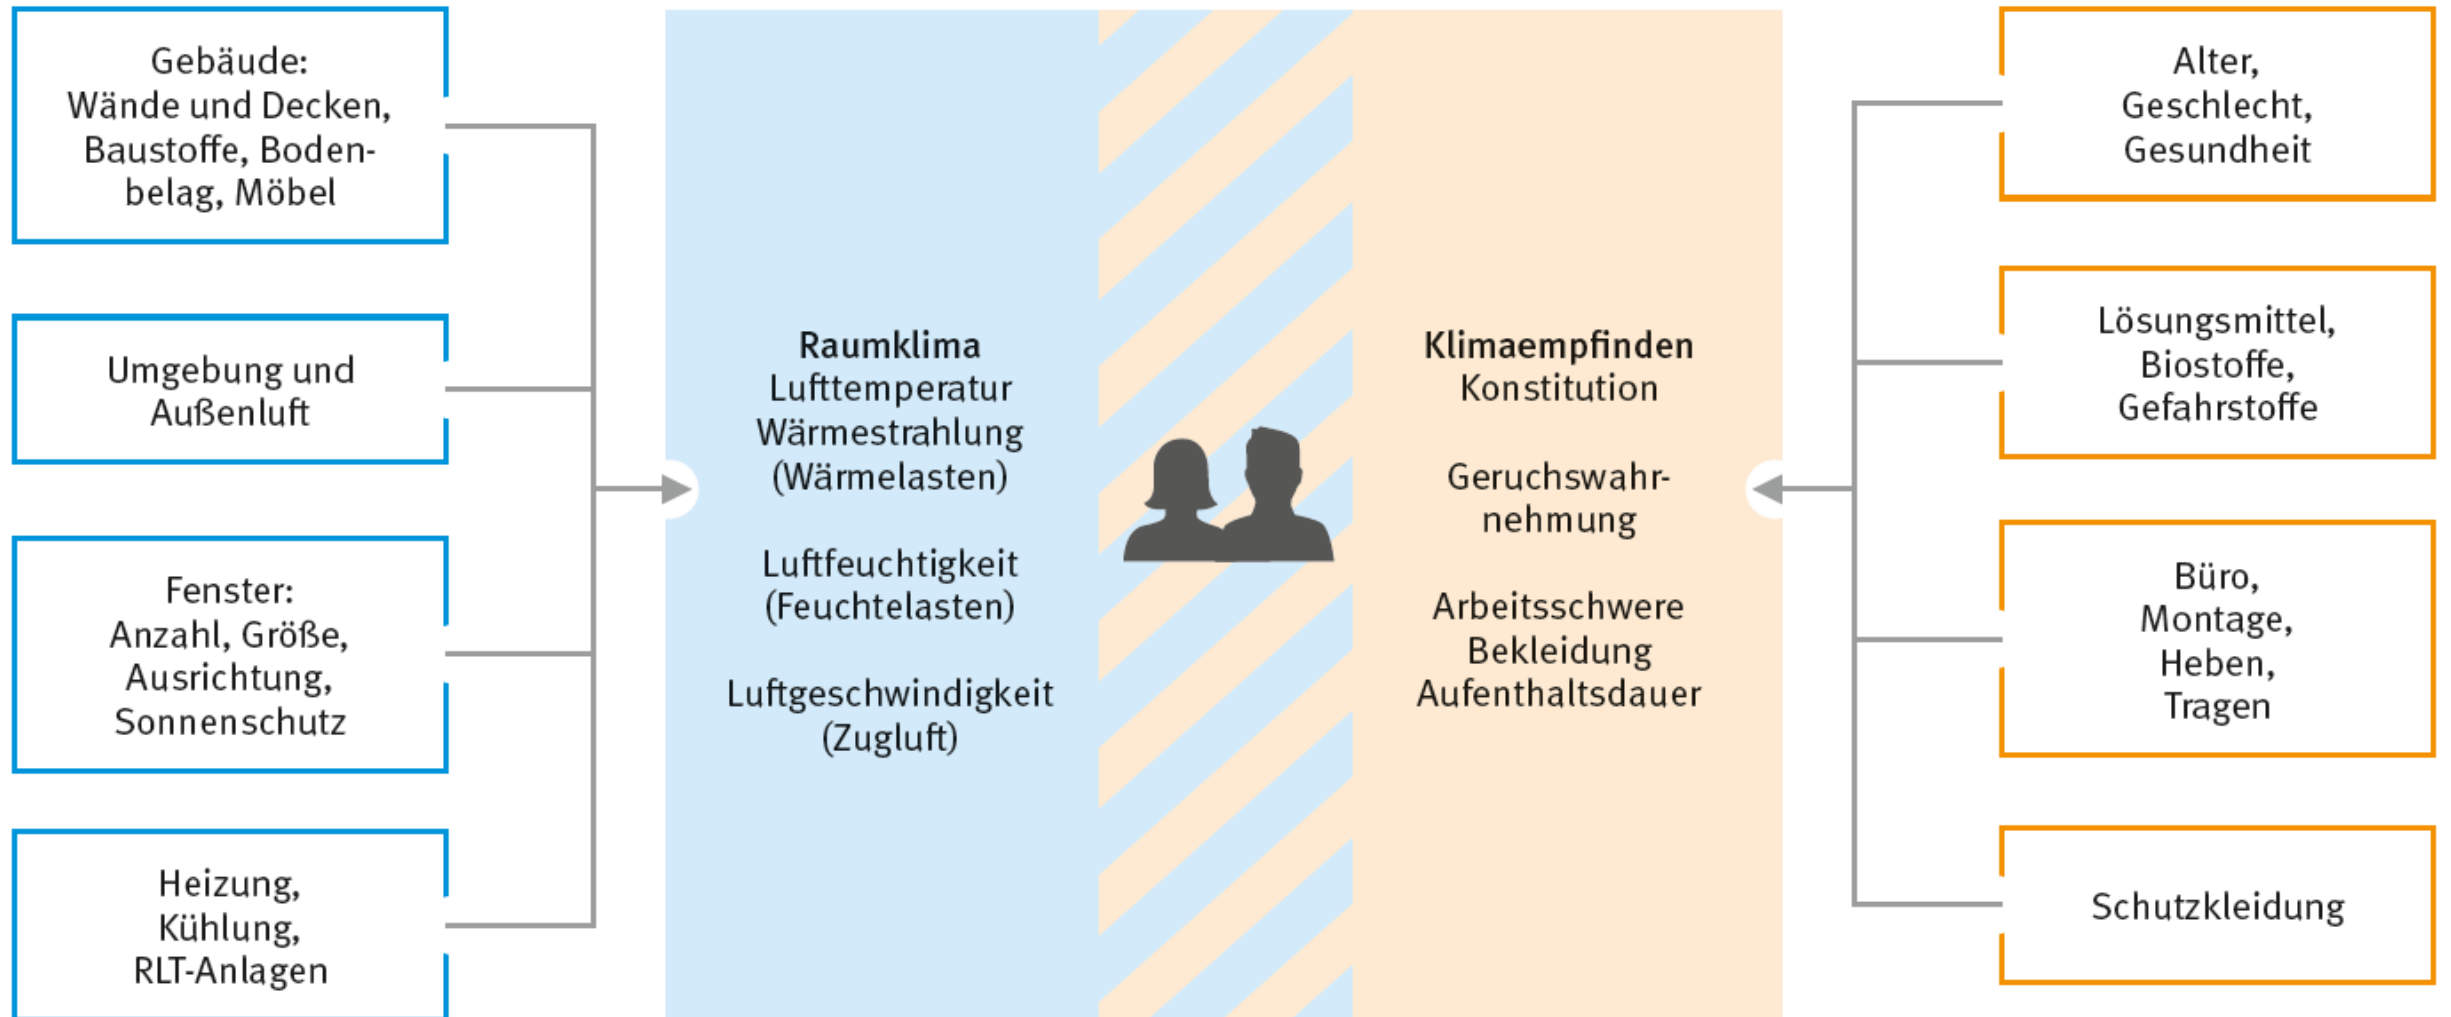 Gebäude:
Wände und Decken,
Baustoffe, Boden-
belag, Möbel
Umgebung und
Außenluft
Fenster:
Anzahl, Größe,
Ausrichtung,
Sonnenschutz
Heizung,
Kühlung,
RLT-Anlagen
Raumklima
Lufttemperatur
Wärmestrahlung
(Wärmelasten)
Luftfeuchtigkeit
(Feuchtelasten)
Luftgeschwindigkeit
(Zugluft)
Klimaempfinden
Konstitution
Geruchswahr-
nehmung
Arbeitsschwere
Bekleidung
Aufenthaltsdauer
Alter,
Geschlecht,
Gesundheit
Lösungsmittel,
Biostoffe,
Gefahrstoffe
Büro,
Montage,
Heben,
Tragen
Schutzkleidung